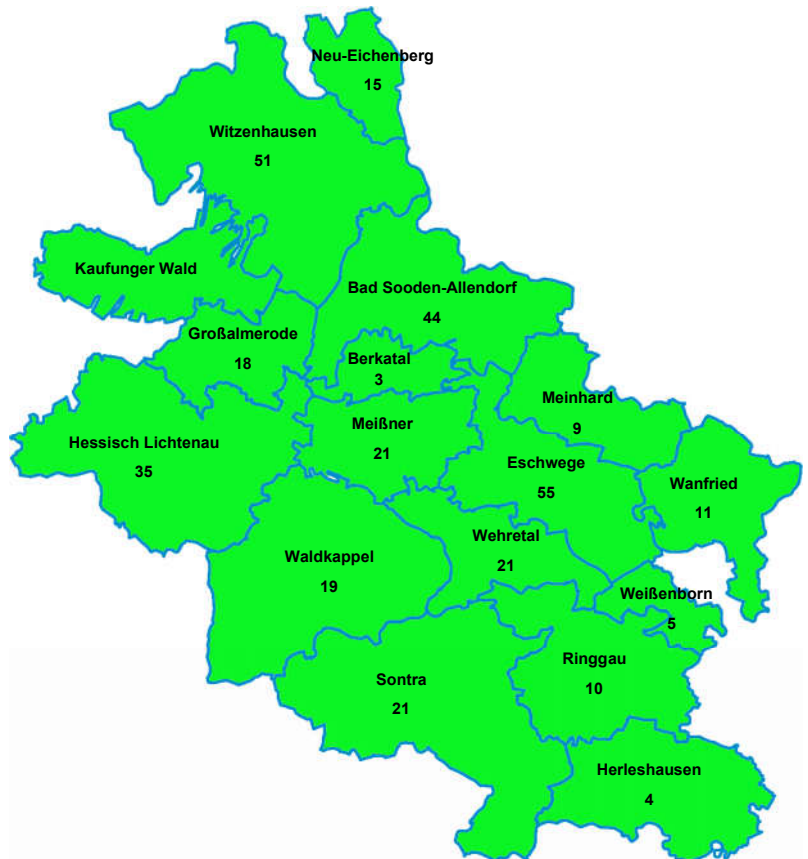 Neu-Eichenberg
15
Witzenhausen
51
Kaufunger Wald
Bad Sooden-Allendorf
44
Großalmerode
18
Berkatal
3
Meinhard
9
Meißner
21
Hessisch Lichtenau
35
Eschwege
55
Wanfried
11
Wehretal
21
Waldkappel
19
Weißenborn
5
Ringgau
10
Sontra
21
Herleshausen
4